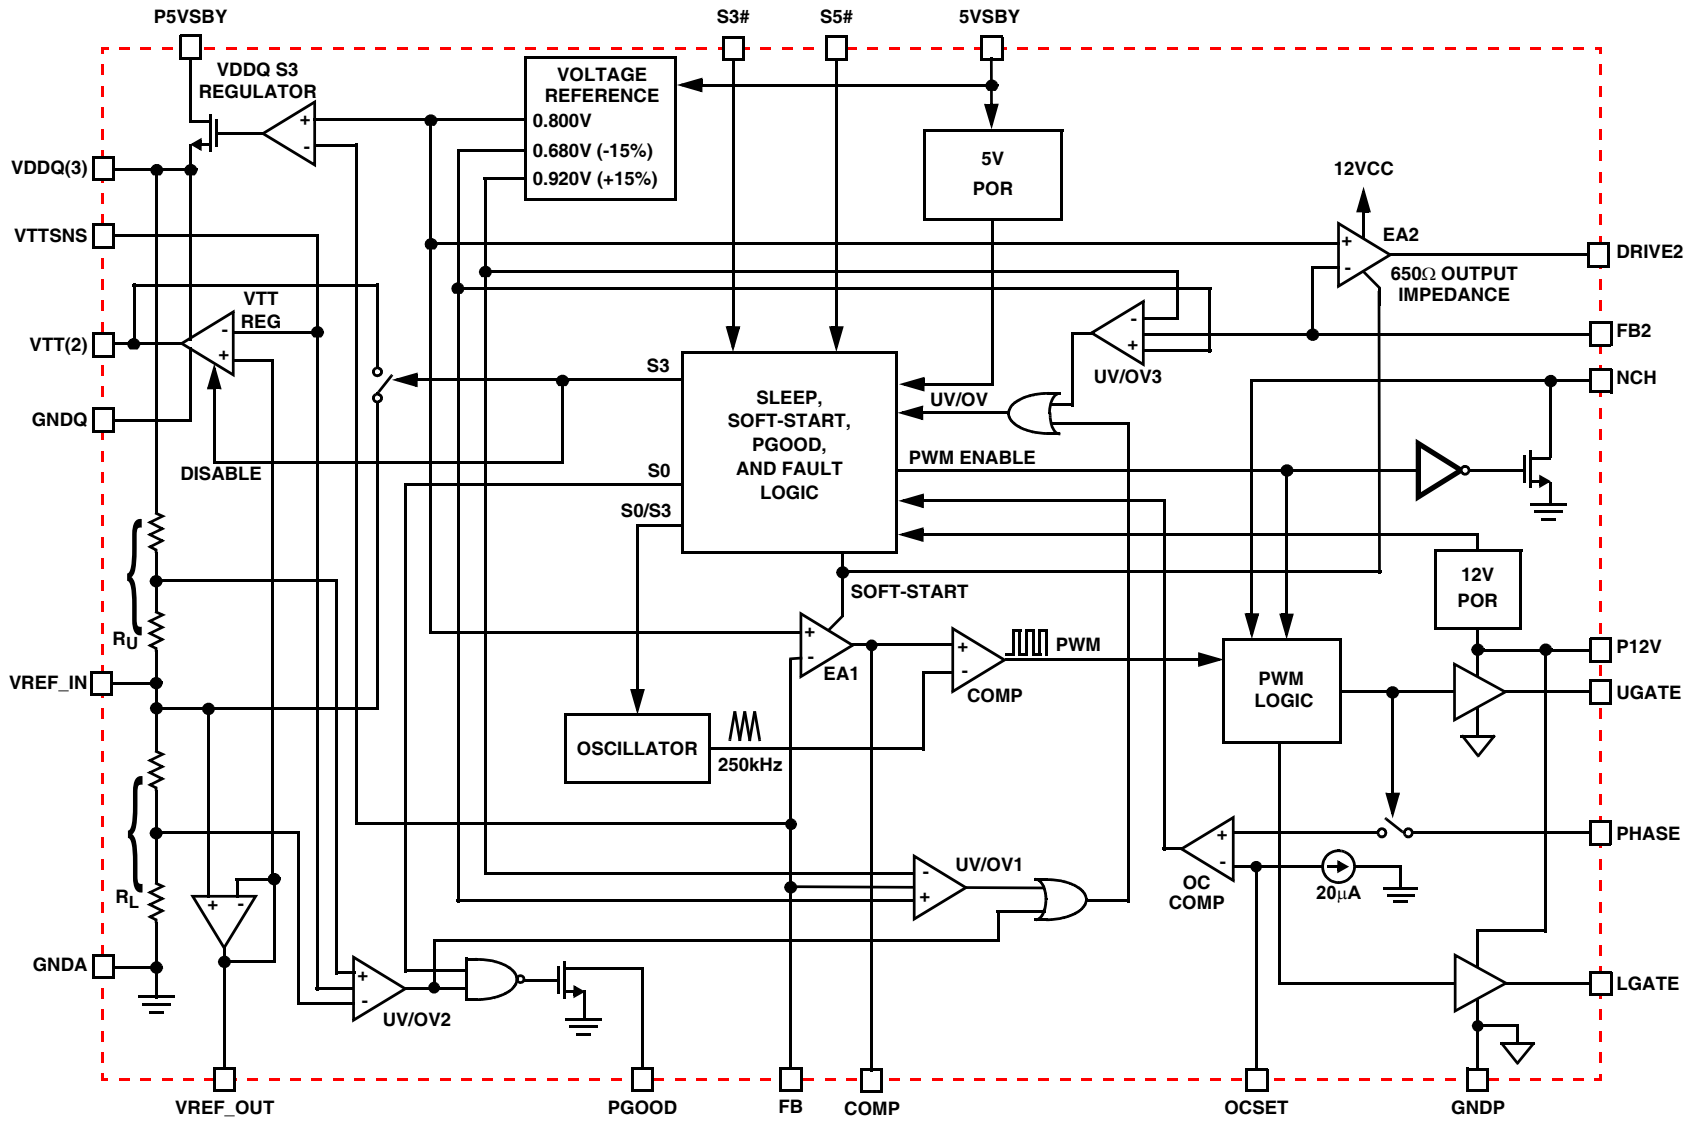 P5VSBY
S3#
S5#
5VSBY
VDDQ S3
REGULATOR
+
-
VOLTAGE
REFERENCE
0.800V
0.680V (-15%)
0.920V (+15%)
5V
POR
12VCC
VDDQ(3)
VTTSNS
VTT
REG
-
+
VTT(2)
GNDQ
DISABLE
EA2
+
-
650Ω OUTPUT
IMPEDANCE
DRIVE2
FB2
NCH
-
+
UV/OV3
S3
S0
S0/S3
SLEEP,
SOFT-START,
PGOOD,
AND FAULT
LOGIC
UV/OV
PWM ENABLE
SOFT-START
12V
POR
RU
VREF_IN
+
-
EA1
+
-
COMP
PWM
PWM
LOGIC
P12V
UGATE
OSCILLATOR
250kHz
PHASE
+
-
OC
COMP
20µA
RL
+
-
GNDA
UV/OV1
-
+
+
-
UV/OV2
LGATE
VREF_OUT
PGOOD
FB
COMP
OCSET
GNDP